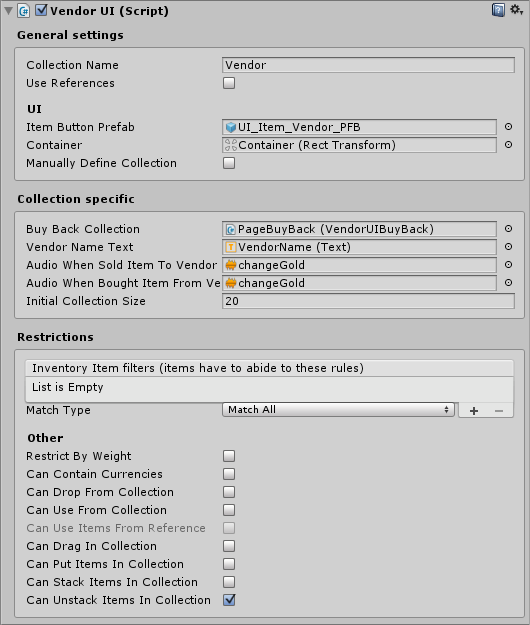 Vendor UI (Script)
General settings
Collection Name Vendor
Use References
UI
Item Button Prefab UI_Item_Vendor_PFB
Container Container (Rect Transform)
Manually Define Collection
Collection specific
Buy Back Collection PageBuyBack (VendorUIBuyBack)
Vendor Name Text VendorName (Text)
Audio When Sold Item To Vendor changeGold
Audio When Bought Item From Ve changeGold
Initial Collection Size 20
Restrictions
Inventory Item filters (items have to abide to these rules)
List is Empty
Match Type Match All + −
Other
Restrict By Weight
Can Contain Currencies
Can Drop From Collection
Can Use From Collection
Can Use Items From Reference
Can Drag In Collection
Can Put Items In Collection
Can Stack Items In Collection
Can Unstack Items In Collection